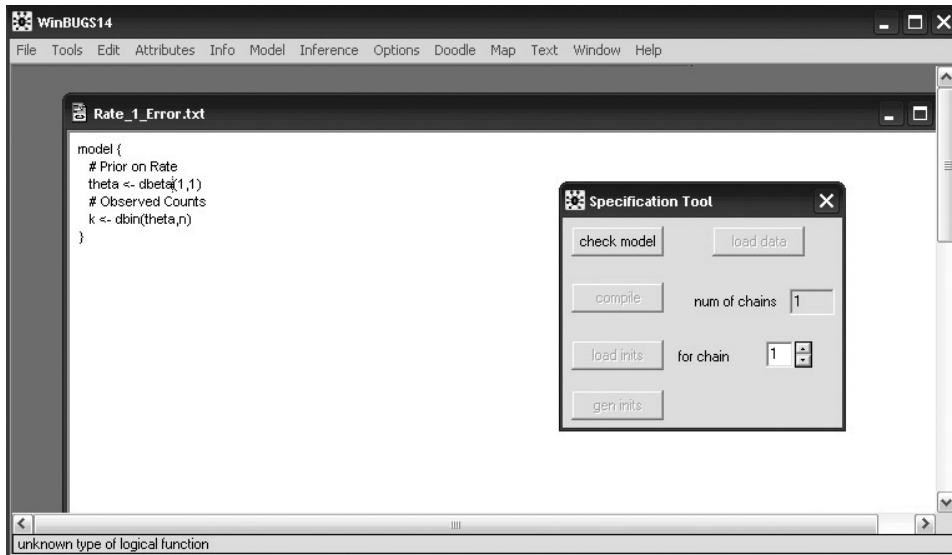 WinBUGS14
File Tools Edit Attributes Info Model Inference Options Doodle Map Text Window Help
Rate_1_Error.txt
model {
# Prior on Rate
theta <- dbeta(1,1)
# Observed Counts
k <- dbin(theta,n)
}
Specification Tool
check model load data
compile num of chains 1
load inits for chain 1
gen inits
unknown type of logical function